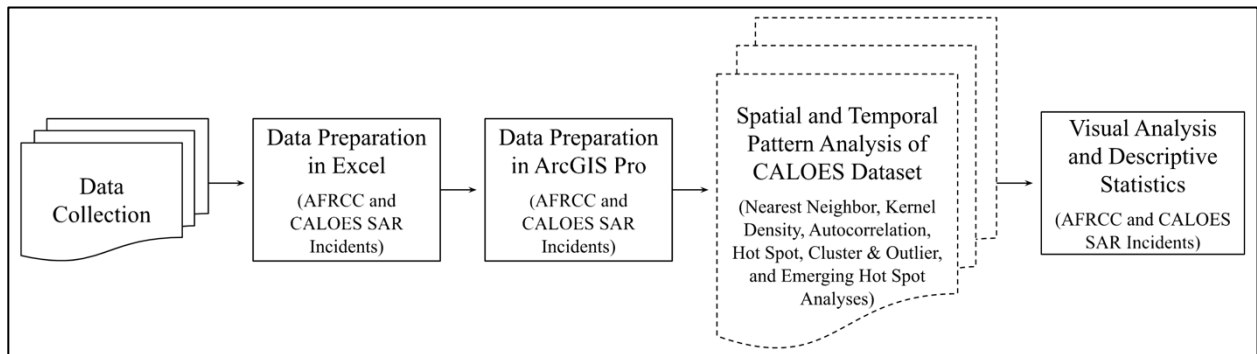 Data
Collection
Data Preparation
in Excel
(AFRCC and
CALOES SAR
Incidents)
Data Preparation
in ArcGIS Pro
(AFRCC and
CALOES SAR
Incidents)
Spatial and Temporal
Pattern Analysis of
CALOES Dataset
(Nearest Neighbor, Kernel
Density, Autocorrelation,
Hot Spot, Cluster & Outlier,
and Emerging Hot Spot
Analyses)
Visual Analysis
and Descriptive
Statistics
(AFRCC and CALOES
SAR Incidents)